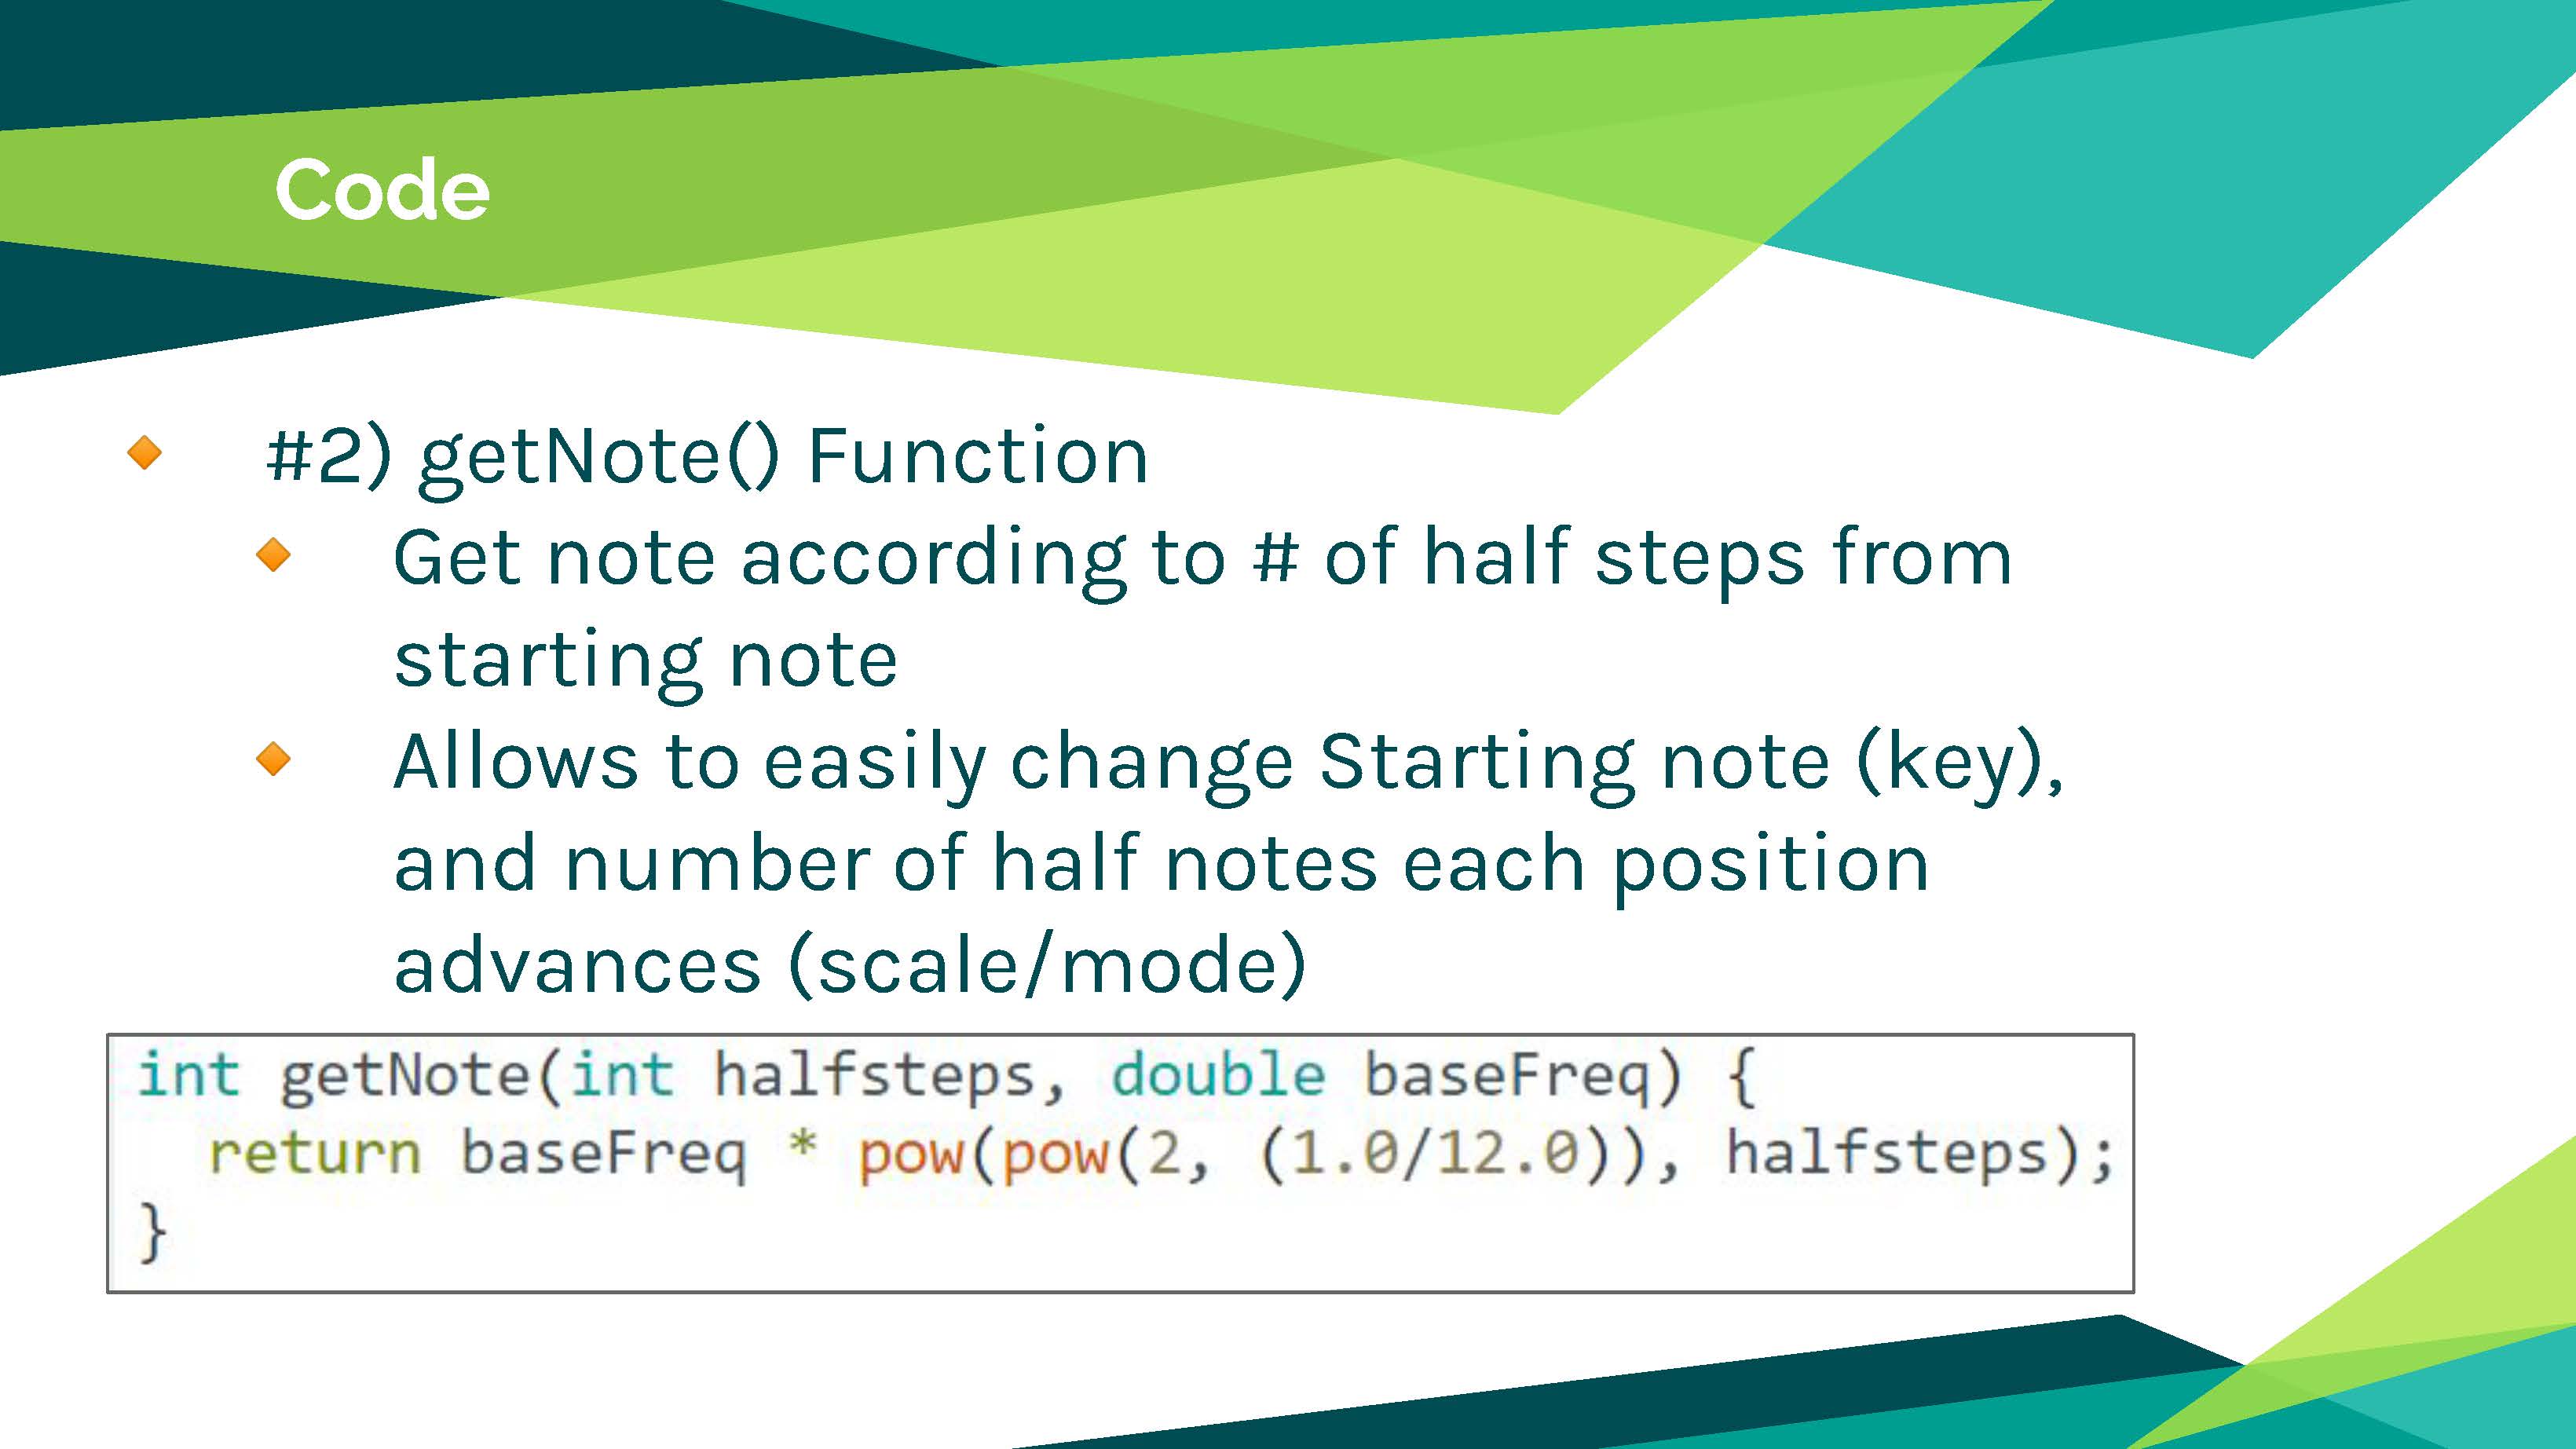 Code
#2) getNote() Function
Get note according to # of half steps from
starting note
Allows to easily change Starting note (key),
and number of half notes each position
advances (scale/mode)
int getNote(int halfsteps, double baseFreq) {
  return baseFreq * pow(pow(2, (1.0/12.0)), halfsteps);
}